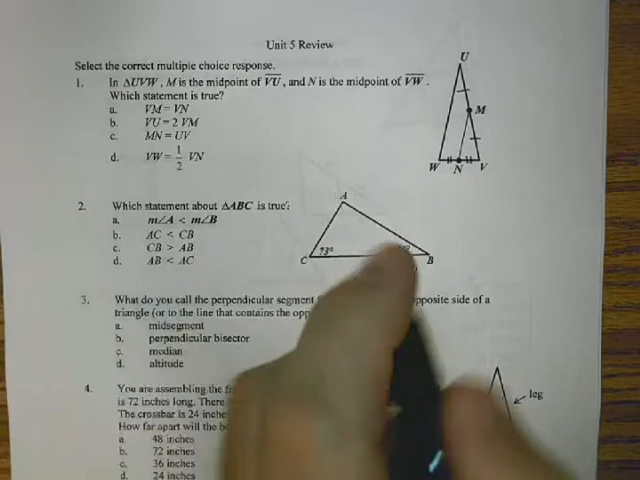 Unit 5 Review
Select the correct multiple choice response.
1. In ΔUVW, M is the midpoint of VU, and N is the midpoint of VW.
Which statement is true?
a. VM = VN
b. VU = 2 VM
c. MN = UV
d. VW = 1/2 VN
U
M
W N V
2. Which statement about ΔABC is true?
a. m∠A < m∠B
b. AC < CB
c. CB > AB
d. AB < AC
A
C 73° B
3. What do you call the perpendicular segment opposite side of a
triangle (or to the line that contains the opp
a. midsegment
b. perpendicular bisector
c. median
d. altitude
4. You are assembling the fr
is 72 inches long. There
The crossbar is 24 inche
How far apart will the b
a. 48 inches
b. 72 inches
c. 36 inches
d. 24 inches
leg